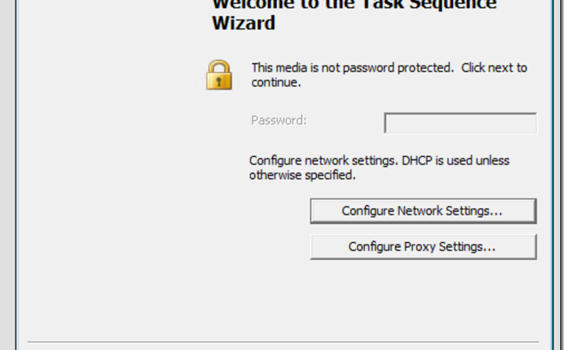 Welcome to the Task Sequence
Wizard
This media is not password protected.  Click next to
continue.
Password:
Configure network settings. DHCP is used unless
otherwise specified.
Configure Network Settings...
Configure Proxy Settings...